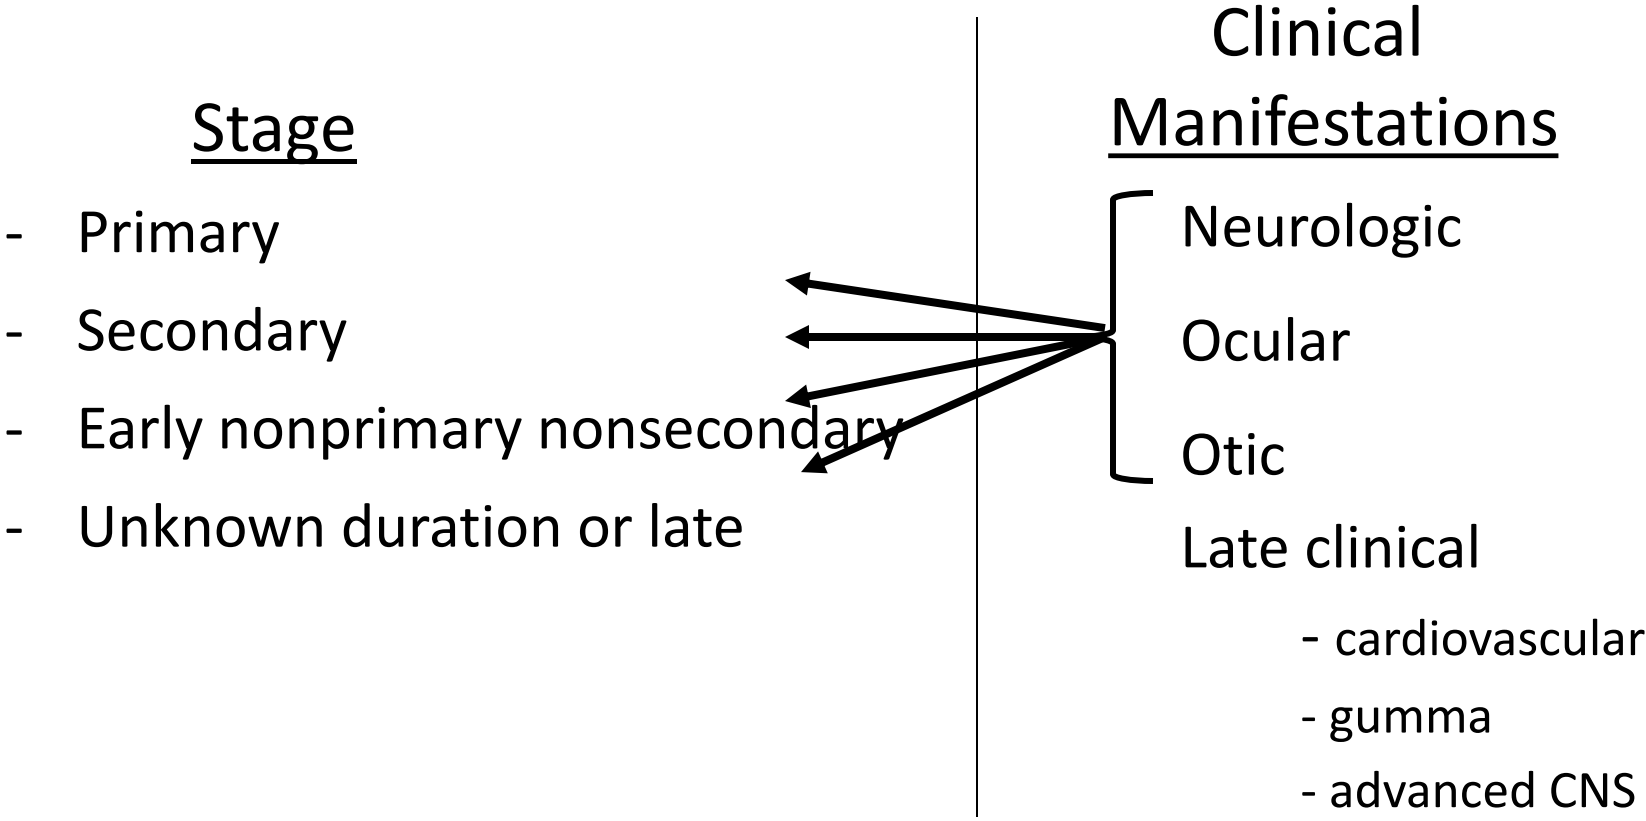 Stage
- Primary
- Secondary
- Early nonprimary nonsecondary
- Unknown duration or late
Clinical
Manifestations
Neurologic
Ocular
Otic
Late clinical
- cardiovascular
- gumma
- advanced CNS